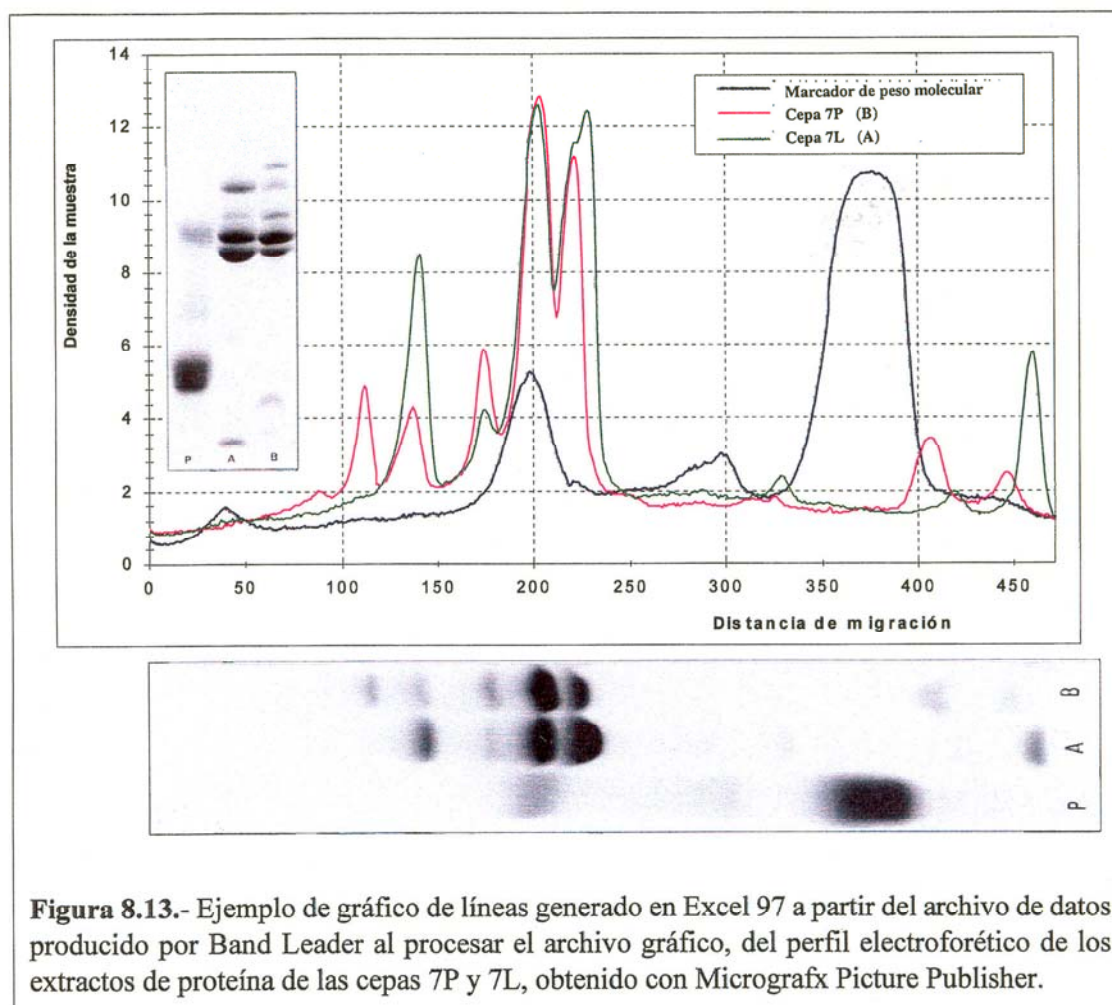 14
12
10
8
6
4
2
0
Densidad de la muestra
P A B
Marcador de peso molecular
Cepa 7P (B)
Cepa 7L (A)
0 50 100 150 200 250 300 350 400 450
Distancia de migración
B
A
P
Figura 8.13.- Ejemplo de gráfico de líneas generado en Excel 97 a partir del archivo de datos
producido por Band Leader al procesar el archivo gráfico, del perfil electroforético de los
extractos de proteína de las cepas 7P y 7L, obtenido con Micrografx Picture Publisher.